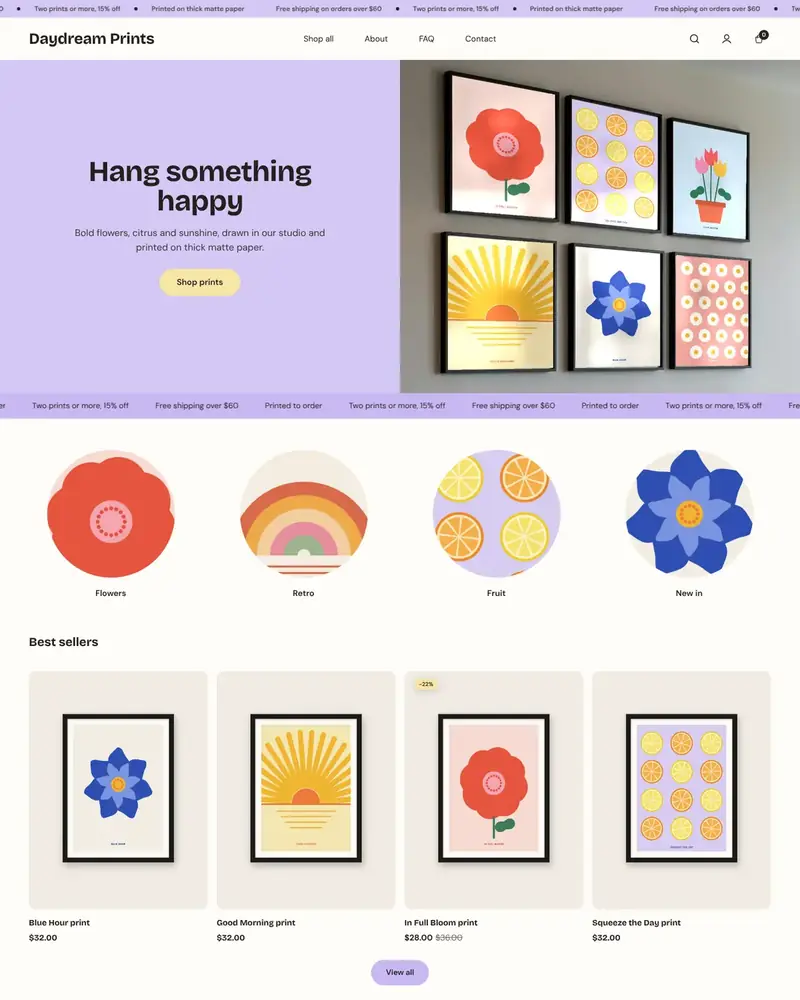 Two prints or more, 15% off • Printed on thick matte paper Free shipping on orders over $60 • Two prints or more, 15% off • Printed on thick matte paper Free shipping on orders over $60 •
Daydream Prints
Shop all About FAQ Contact
0
Hang something
happy
Bold flowers, citrus and sunshine, drawn in our studio and
printed on thick matte paper.
Shop prints
Two prints or more, 15% off Free shipping over $60 Printed to order Two prints or more, 15% off Free shipping over $60 Printed to order Two prints or more, 15% off
Flowers Retro Fruit New in
Best sellers
-22%
Blue Hour print Good Morning print In Full Bloom print Squeeze the Day print
$32.00 $32.00 $28.00 $36.00 $32.00
View all